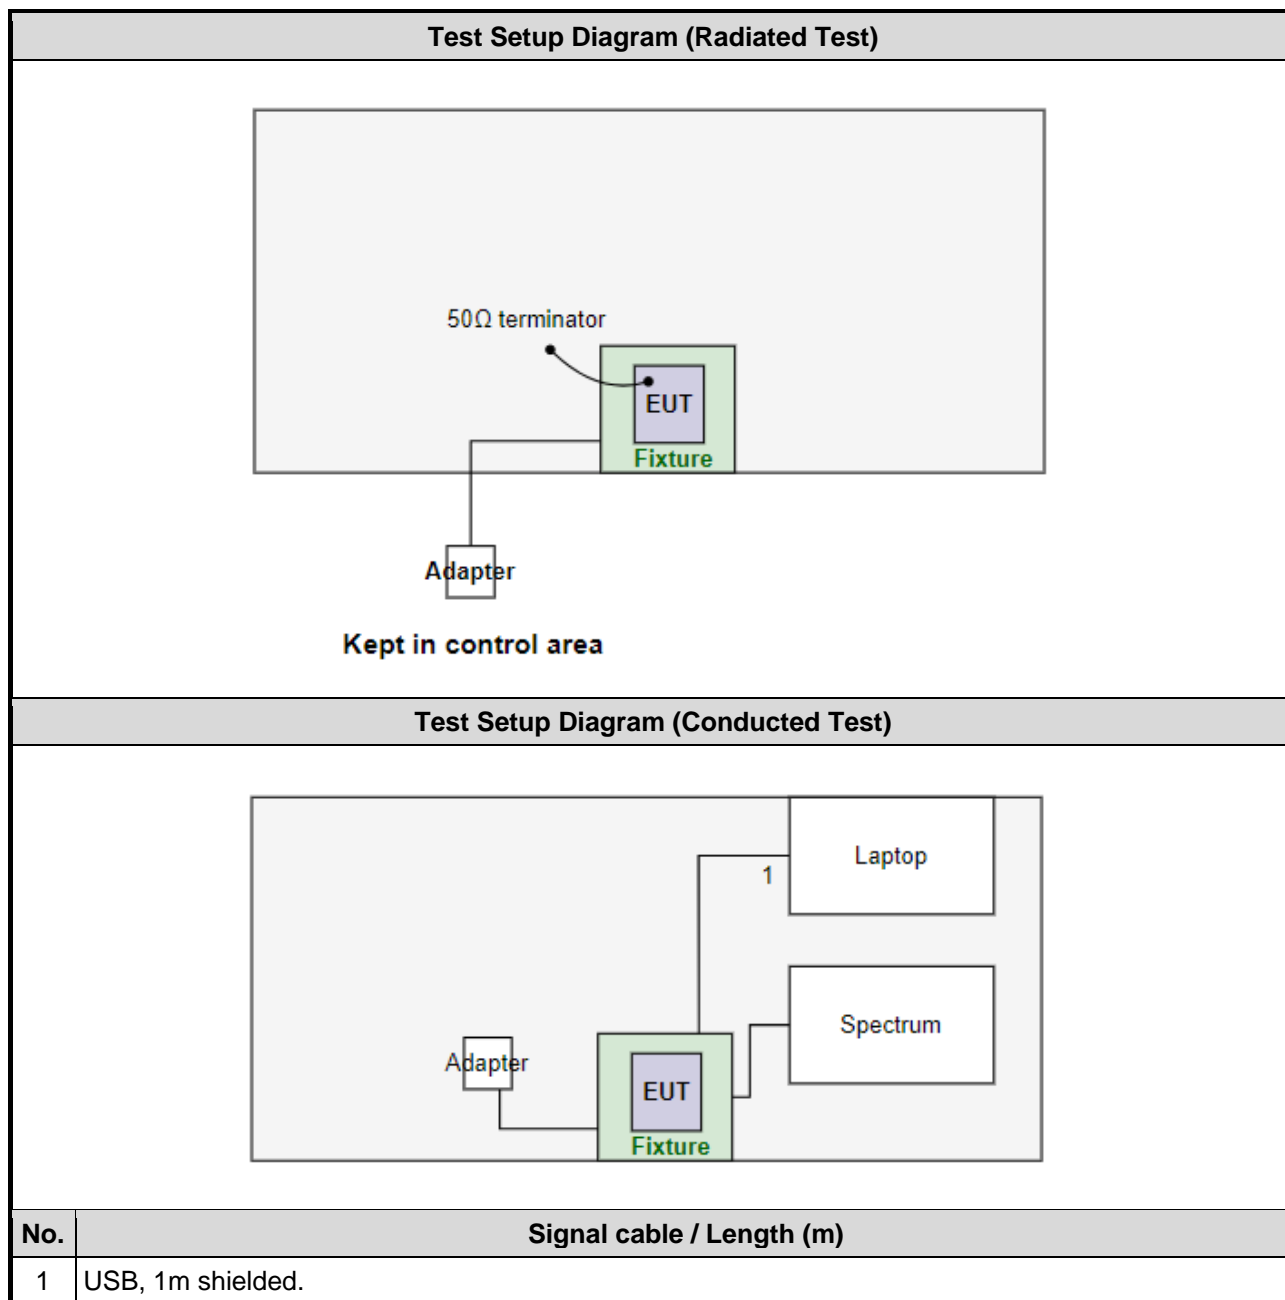 Test Setup Diagram (Radiated Test)
50Ω terminator
EUT
Fixture
Adapter
Kept in control area
Test Setup Diagram (Conducted Test)
Laptop
1
Spectrum
Adapter
EUT
Fixture
No. Signal cable / Length (m)
1 USB, 1m shielded.